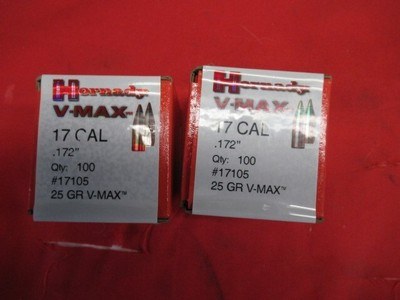 Hornady
V-MAX
17 CAL
.172"
Qty: 100
#17105
25 GR V-MAX™
Hornady
V-MAX
17 CAL
.172"
Qty: 100
#17105
25 GR V-MAX™